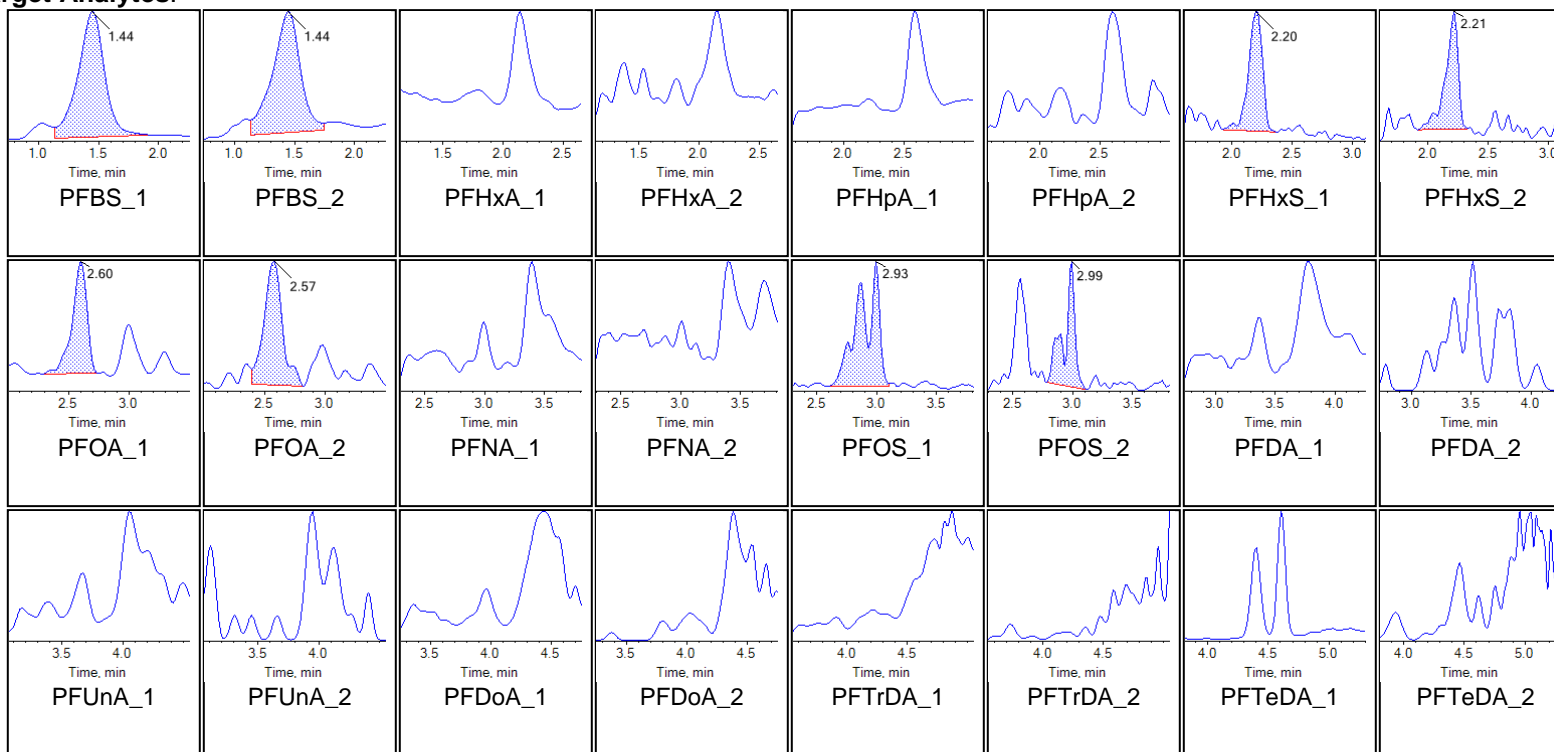 rget Analytes:
1.44 1.44 2.20 2.21
1.0 1.5 2.0 1.0 1.5 2.0 1.5 2.0 2.5 1.5 2.0 2.5 2.0 2.5 3.0 2.0 2.5 3.0 2.0 2.5 3.0 2.0 2.5 3.0
Time, min Time, min Time, min Time, min Time, min Time, min Time, min Time, min
PFBS_1 PFBS_2 PFHxA_1 PFHxA_2 PFHpA_1 PFHpA_2 PFHxS_1 PFHxS_2
2.60 2.57 2.93 2.99
2.5 3.0 2.5 3.0 2.5 3.0 3.5 2.5 3.0 3.5 2.5 3.0 3.5 2.5 3.0 3.5 3.0 3.5 4.0 3.0 3.5 4.0
Time, min Time, min Time, min Time, min Time, min Time, min Time, min Time, min
PFOA_1 PFOA_2 PFNA_1 PFNA_2 PFOS_1 PFOS_2 PFDA_1 PFDA_2
3.5 4.0 3.5 4.0 3.5 4.0 4.5 3.5 4.0 4.5 4.0 4.5 4.0 4.5 4.0 4.5 5.0 4.0 4.5 5.0
Time, min Time, min Time, min Time, min Time, min Time, min Time, min Time, min
PFUnA_1 PFUnA_2 PFDoA_1 PFDoA_2 PFTrDA_1 PFTrDA_2 PFTeDA_1 PFTeDA_2